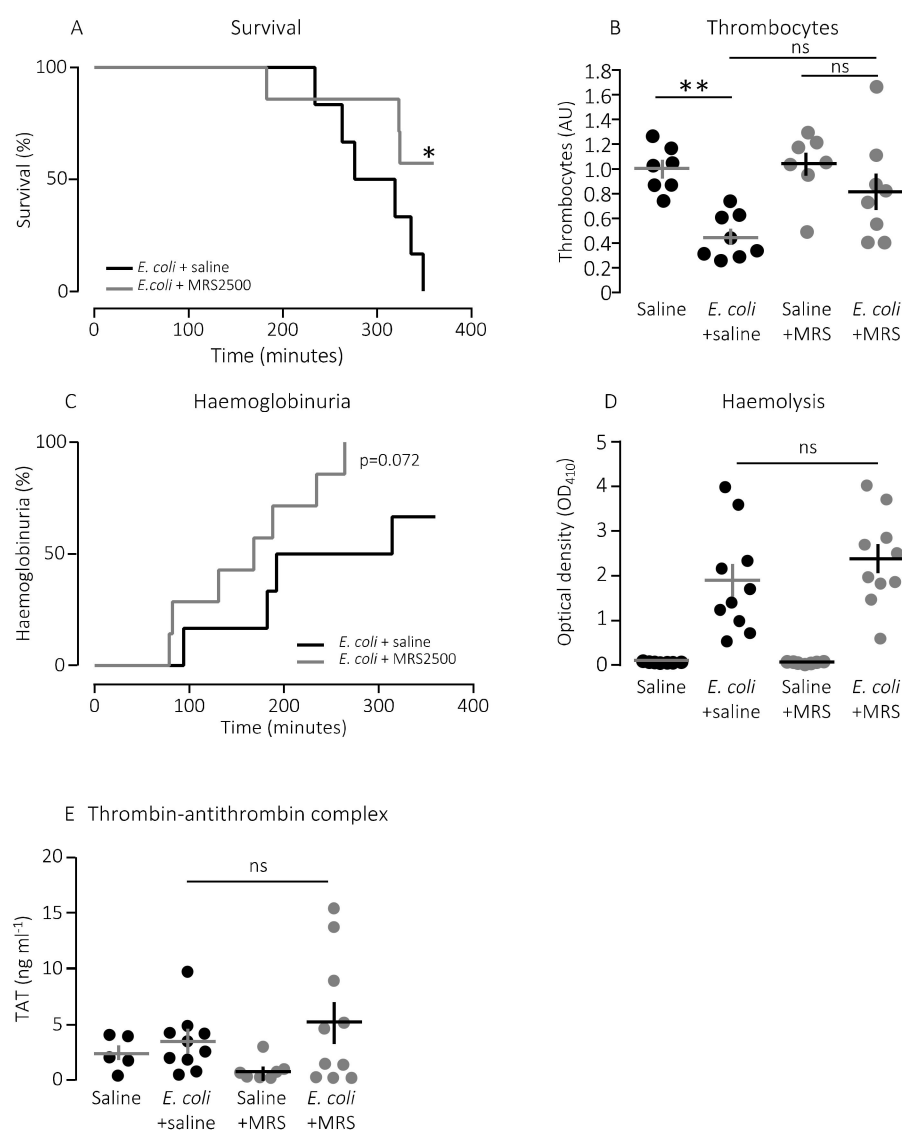 A
Survival
100
50
0
Survival (%)
E. coli + saline
E.coli + MRS2500
*
0 100 200 300 400
Time (minutes)
B
Thrombocytes
ns
ns
**
1.8
1.6
1.4
1.2
1.0
0.8
0.6
0.4
0.2
0
Thrombocytes (AU)
Saline E. coli Saline E. coli
+saline +MRS +MRS
C
Haemoglobinuria
100
50
0
Haemoglobinuria (%)
p=0.072
E. coli + saline
E. coli + MRS2500
0 100 200 300 400
Time (minutes)
D
Haemolysis
ns
5
4
3
2
1
0
Optical density (OD410)
Saline E. coli Saline E. coli
+saline +MRS +MRS
E Thrombin-antithrombin complex
ns
20
15
10
5
0
TAT (ng ml-1)
Saline E. coli Saline E. coli
+saline +MRS +MRS